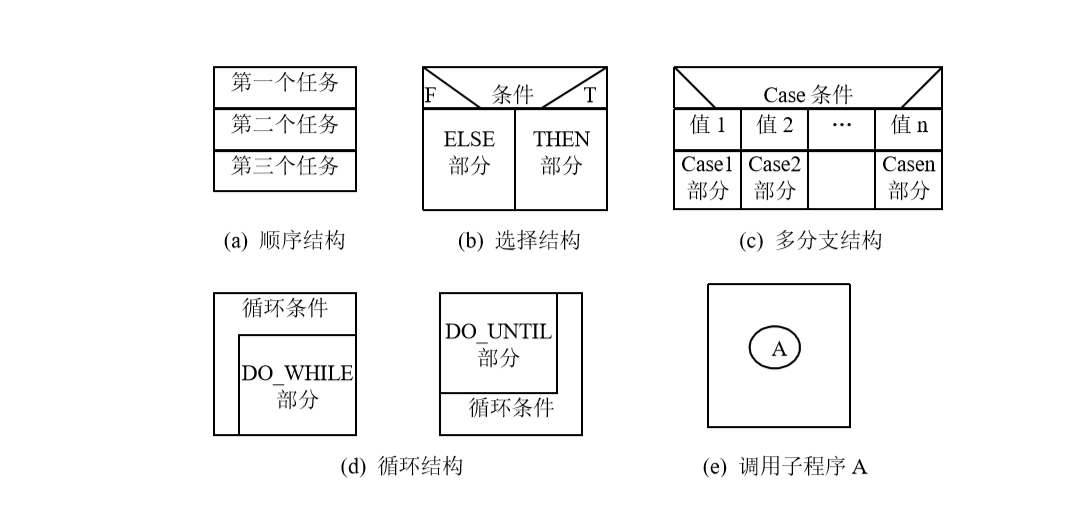 第一个任务
第二个任务
第三个任务
(a) 顺序结构
F 条件 T
ELSE
部分
THEN
部分
(b) 选择结构
Case 条件
值 1 值 2 … 值 n
Case1 Case2 Casen
部分 部分 部分
(c) 多分支结构
循环条件
DO_WHILE
部分
DO_UNTIL
部分
循环条件
(d) 循环结构
A
(e) 调用子程序 A